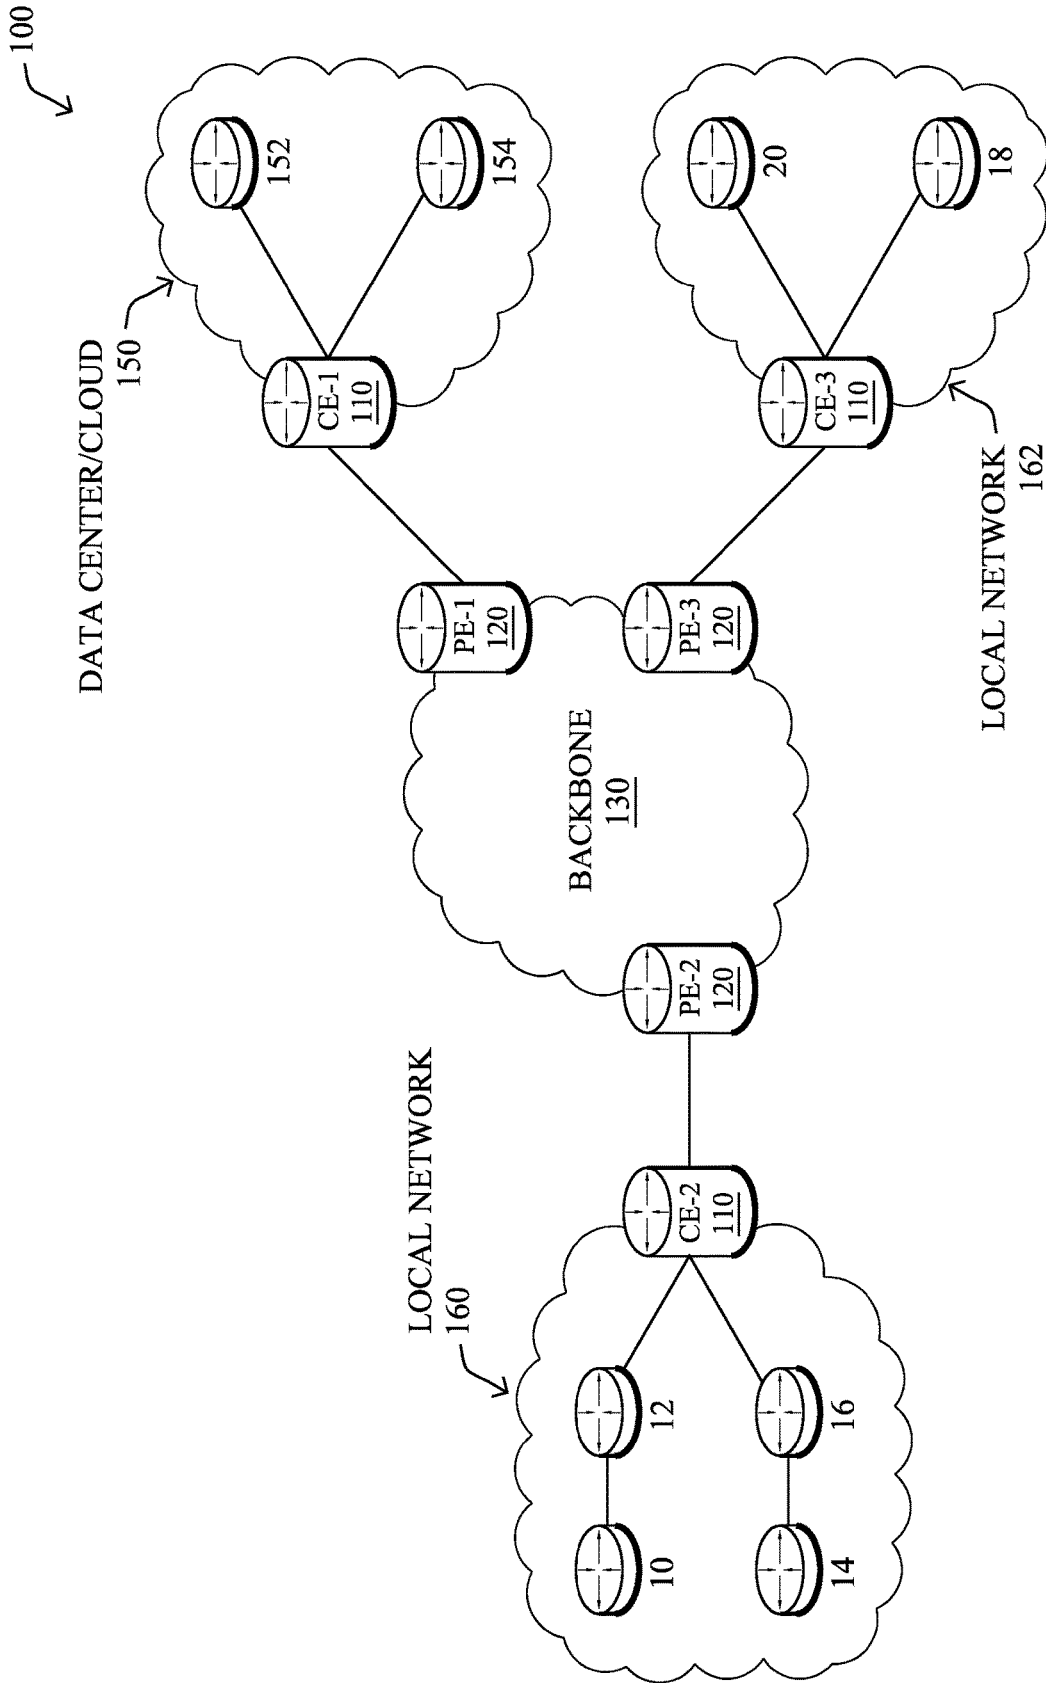 100
DATA CENTER/CLOUD
150
152
154
CE-1
110
PE-1
120
BACKBONE
130
PE-3
120
CE-3
110
20
18
LOCAL NETWORK
162
PE-2
120
LOCAL NETWORK
160
CE-2
110
12
10
16
14